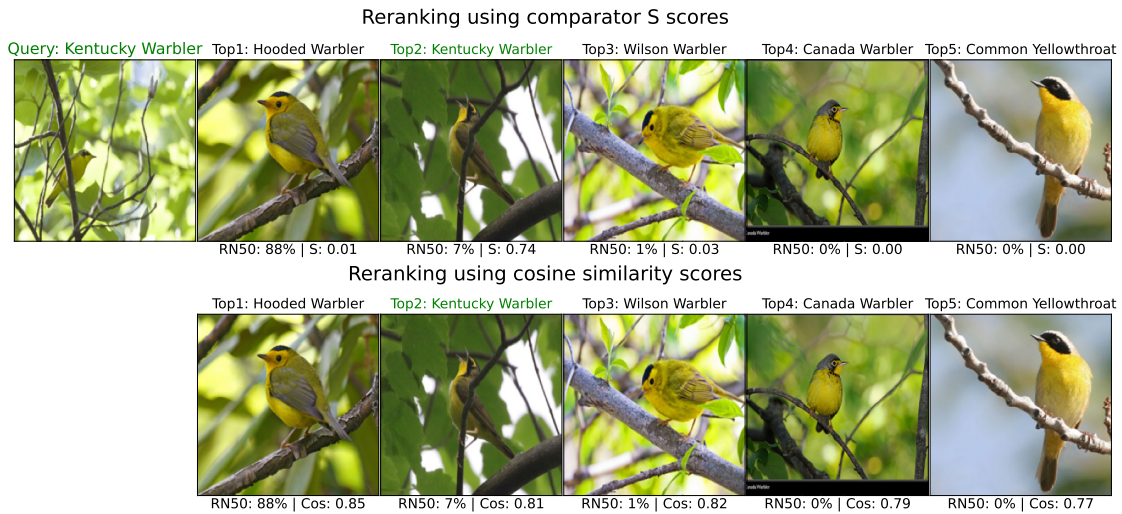 Reranking using comparator S scores
Query: Kentucky Warbler Top1: Hooded Warbler Top2: Kentucky Warbler Top3: Wilson Warbler Top4: Canada Warbler Top5: Common Yellowthroat
Canada Warbler
RN50: 88% | S: 0.01 RN50: 7% | S: 0.74 RN50: 1% | S: 0.03 RN50: 0% | S: 0.00 RN50: 0% | S: 0.00
Reranking using cosine similarity scores
Top1: Hooded Warbler Top2: Kentucky Warbler Top3: Wilson Warbler Top4: Canada Warbler Top5: Common Yellowthroat
Canada Warbler
RN50: 88% | Cos: 0.85 RN50: 7% | Cos: 0.81 RN50: 1% | Cos: 0.82 RN50: 0% | Cos: 0.79 RN50: 0% | Cos: 0.77